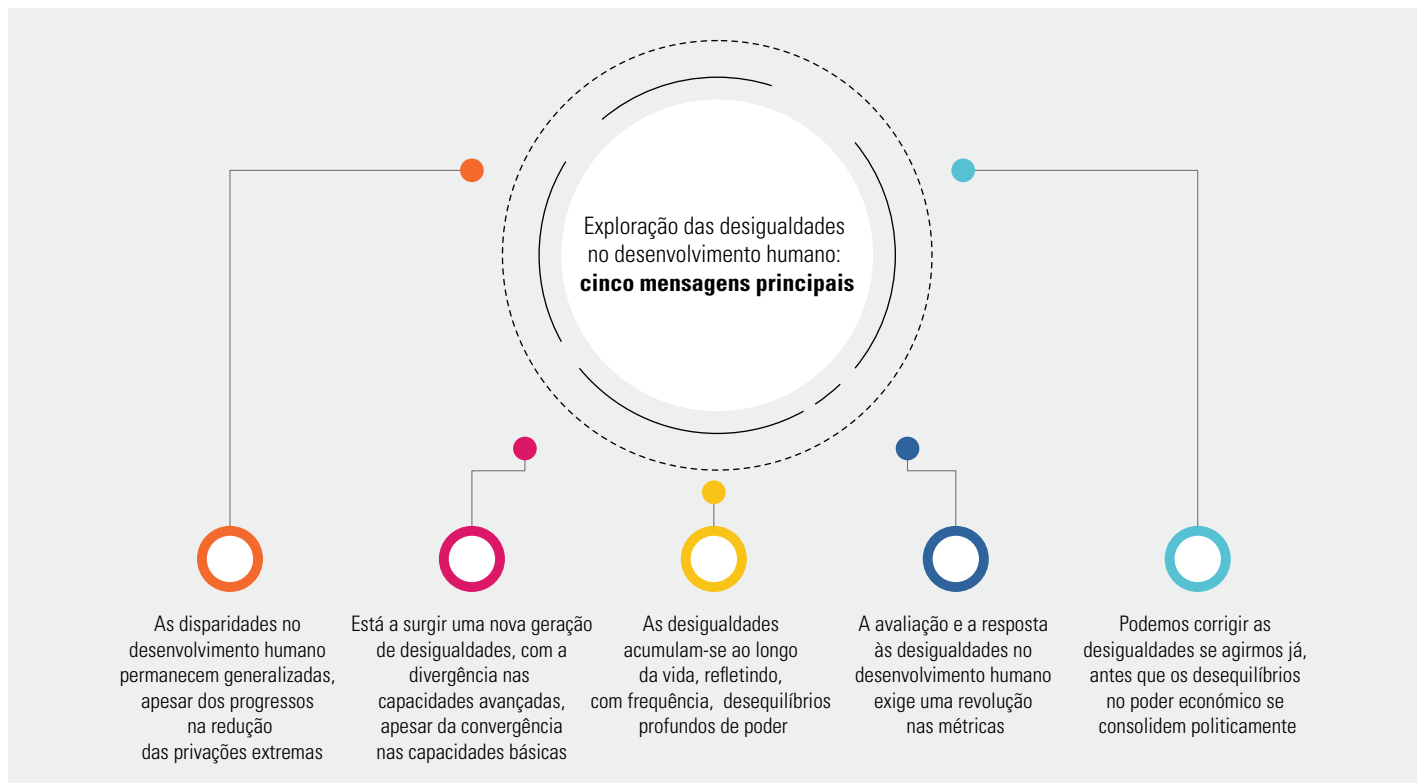 Exploração das desigualdades
no desenvolvimento humano:
cinco mensagens principais
As disparidades no
desenvolvimento humano
permanecem generalizadas,
apesar dos progressos
na redução
das privações extremas
Está a surgir uma nova geração
de desigualdades, com a
divergência nas
capacidades avançadas,
apesar da convergência
nas capacidades básicas
As desigualdades
acumulam-se ao longo
da vida, refletindo,
com frequência, desequilíbrios
profundos de poder
A avaliação e a resposta
às desigualdades no
desenvolvimento humano
exige uma revolução
nas métricas
Podemos corrigir as
desigualdades se agirmos já,
antes que os desequilíbrios
no poder económico se
consolidem politicamente